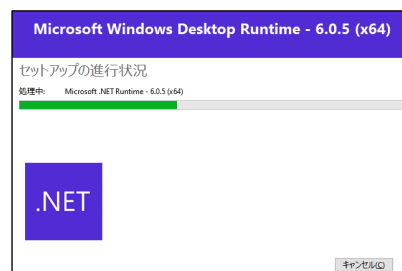 Microsoft Windows Desktop Runtime - 6.0.5 (x64)
セットアップの進行状況
処理中: Microsoft .NET Runtime - 6.0.5 (x64)
.NET
キャンセル(C)